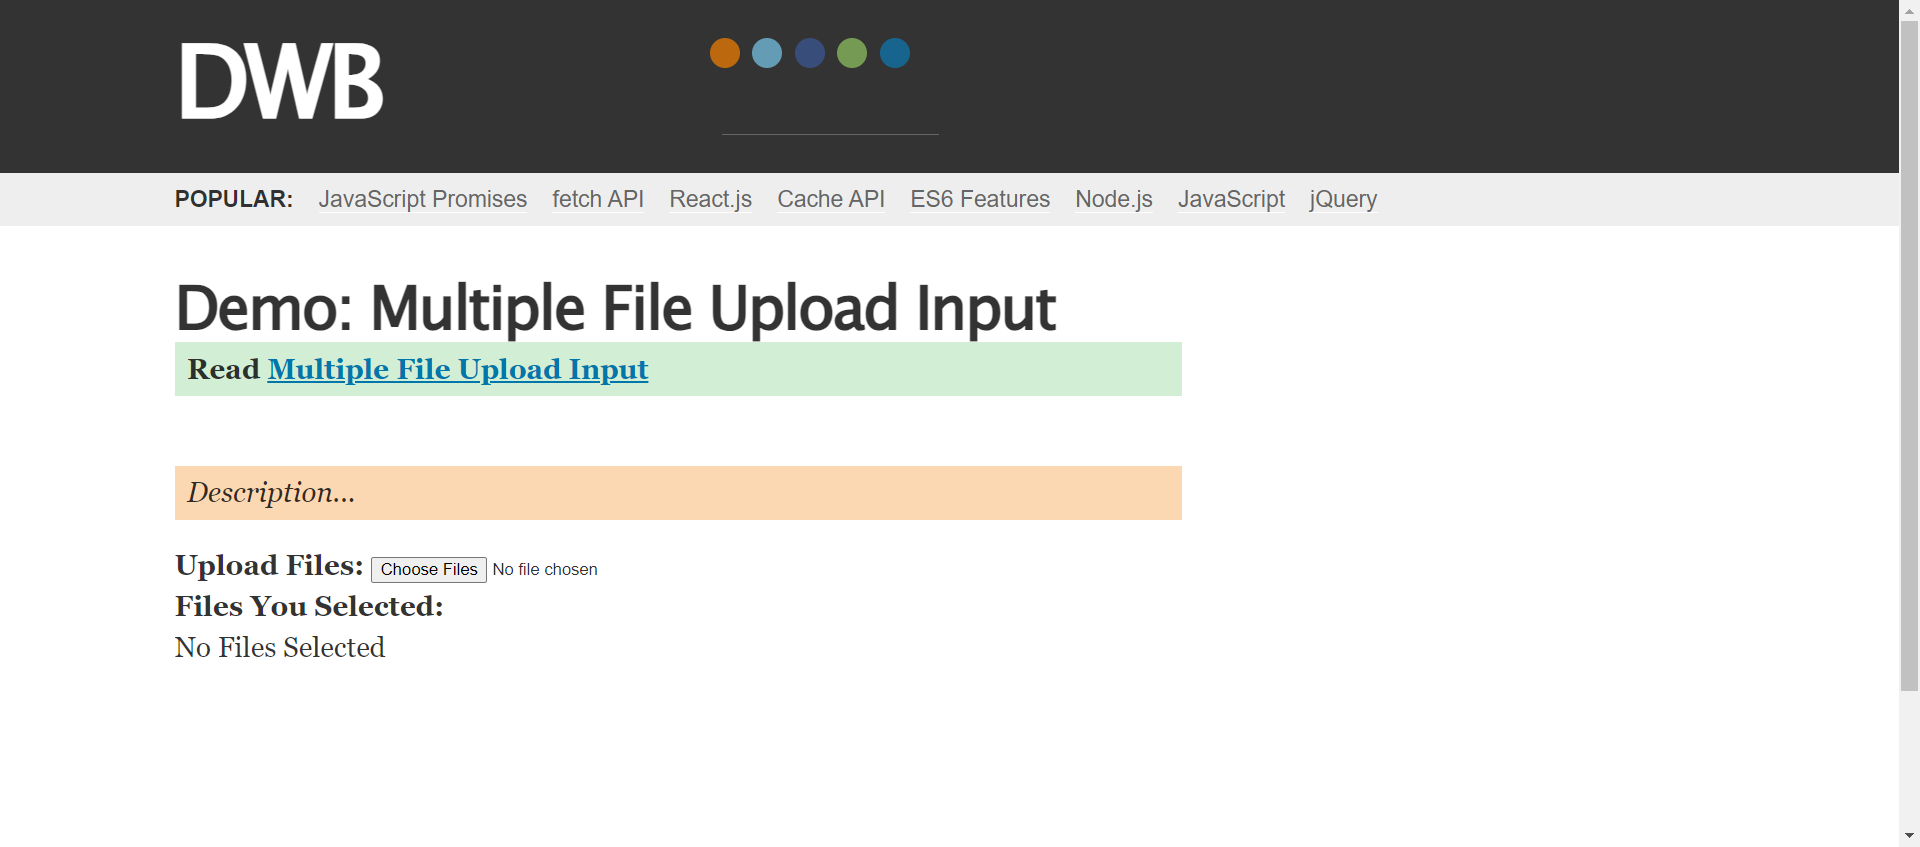 DWB
POPULAR: JavaScript Promises fetch API React.js Cache API ES6 Features Node.js JavaScript jQuery
Demo: Multiple File Upload Input
Read Multiple File Upload Input
Description...
Upload Files: Choose Files No file chosen
Files You Selected:
No Files Selected